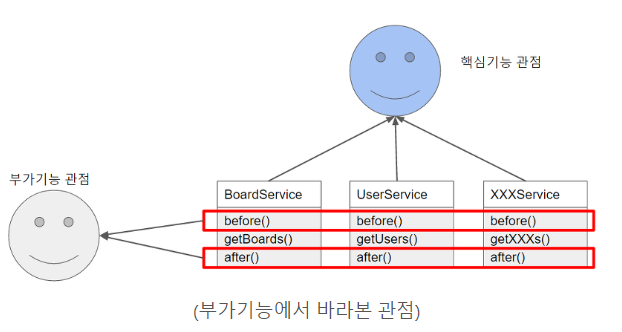 핵심기능 관점
부가기능 관점
BoardService UserService XXXService
before() before() before()
getBoards() getUsers() getXXXs()
after() after() after()
(부가기능에서 바라본 관점)